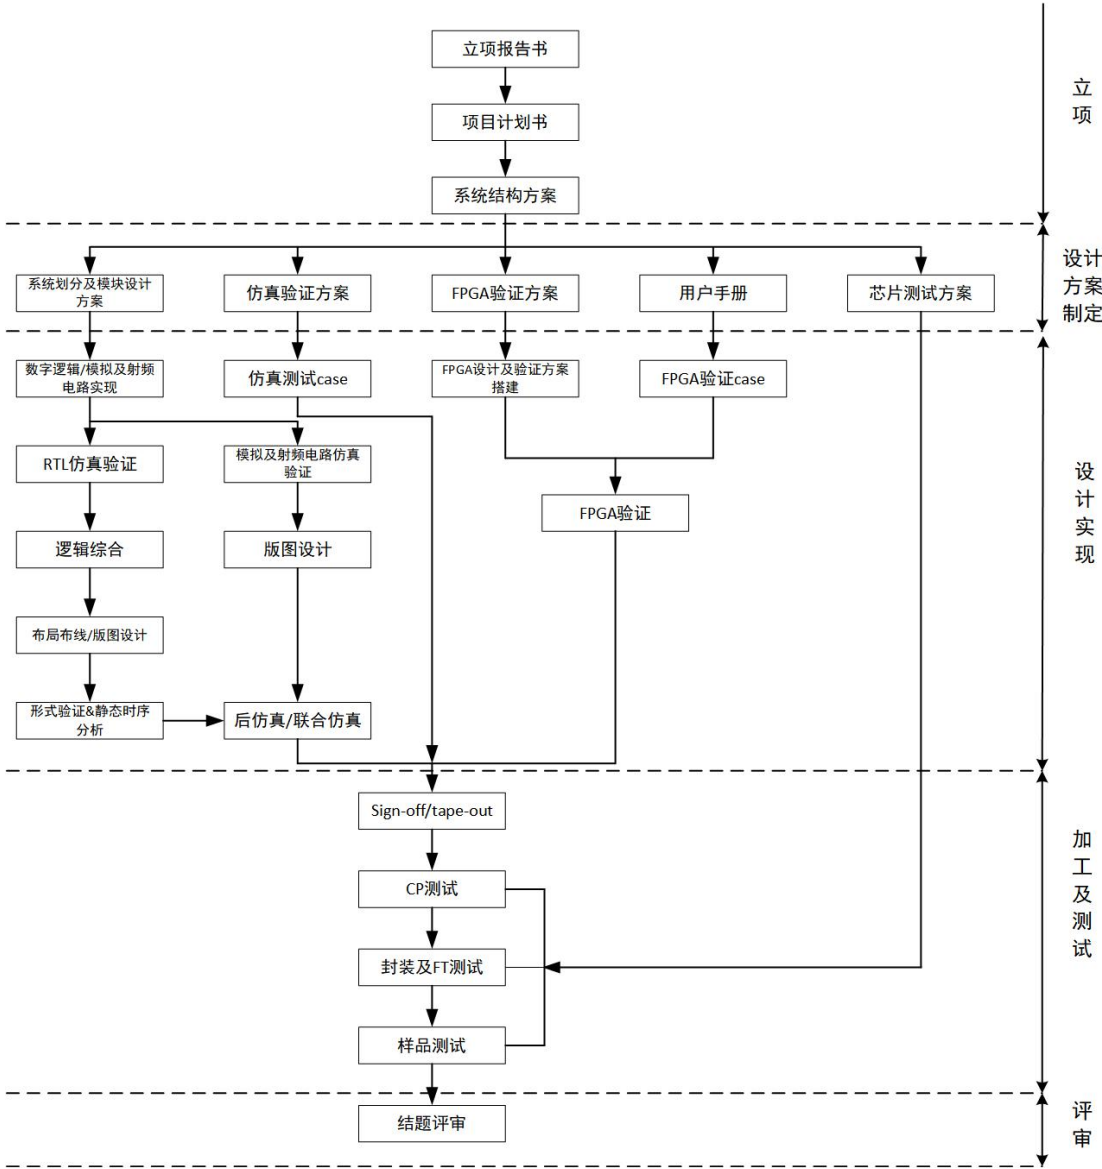 立项报告书
项目计划书
系统结构方案
立
项
系统划分及模块设计
方案
仿真验证方案
FPGA验证方案
用户手册
芯片测试方案
设计
方案
制定
数字逻辑/模拟及射频
电路实现
仿真测试case
FPGA设计及验证方案
搭建
FPGA验证case
RTL仿真验证
模拟及射频电路仿真
验证
FPGA验证
逻辑综合
版图设计
布局布线/版图设计
形式验证&静态时序
分析
后仿真/联合仿真
设
计
实
现
Sign-off/tape-out
CP测试
封装及FT测试
样品测试
加
工
及
测
试
结题评审
评
审